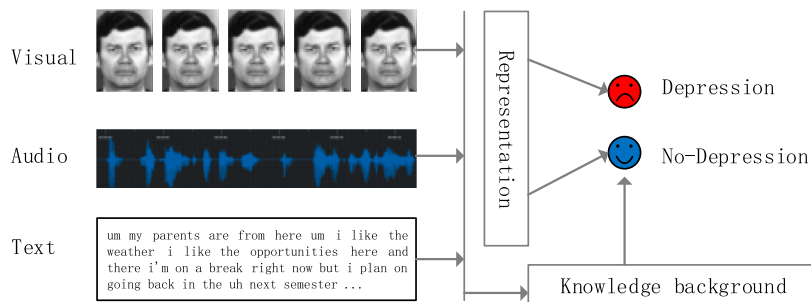 Visual
Audio
Text
um my parents are from here um i like the
weather i like the opportunities here and
there i'm on a break right now but i plan on
going back in the uh next semester ...
Representation
Depression
No-Depression
Knowledge background